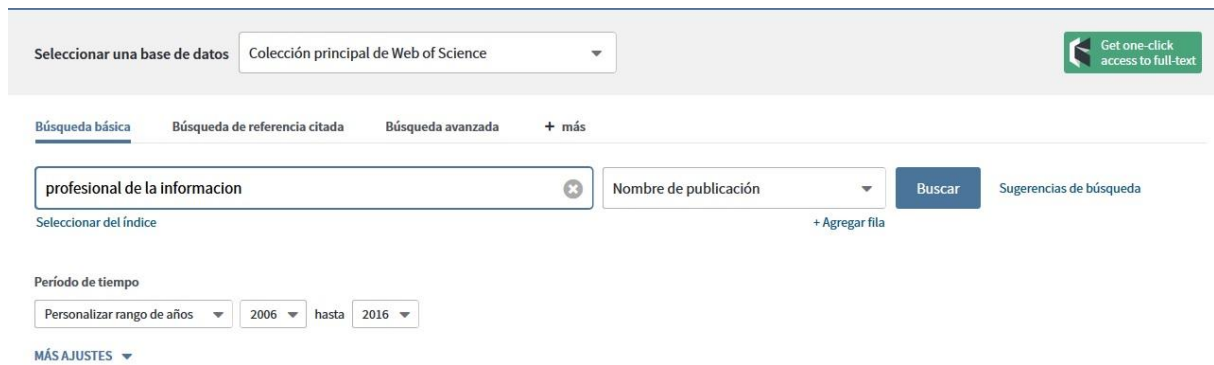 Seleccionar una base de datos Colección principal de Web of Science
Get one-click
access to full-text
Búsqueda básica Búsqueda de referencia citada Búsqueda avanzada + más
profesional de la informacion Nombre de publicación Buscar Sugerencias de búsqueda
Seleccionar del índice + Agregar fila
Período de tiempo
Personalizar rango de años 2006 hasta 2016
MÁS AJUSTES